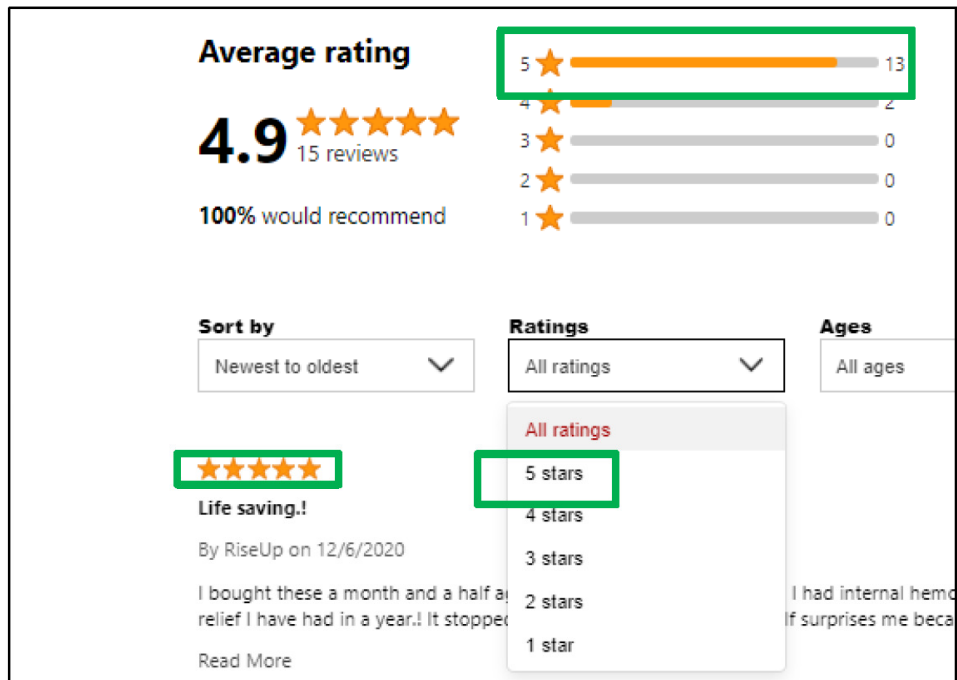 Average rating
4.9
15 reviews
100% would recommend
5 13
4 2
3 0
2 0
1 0
Sort by
Newest to oldest
Ratings
All ratings
Ages
All ages
All ratings
5 stars
4 stars
3 stars
2 stars
1 star
Life saving.!
By RiseUp on 12/6/2020
I bought these a month and a half I had internal
relief I have had in a year.! It stopped surprises me
Read More